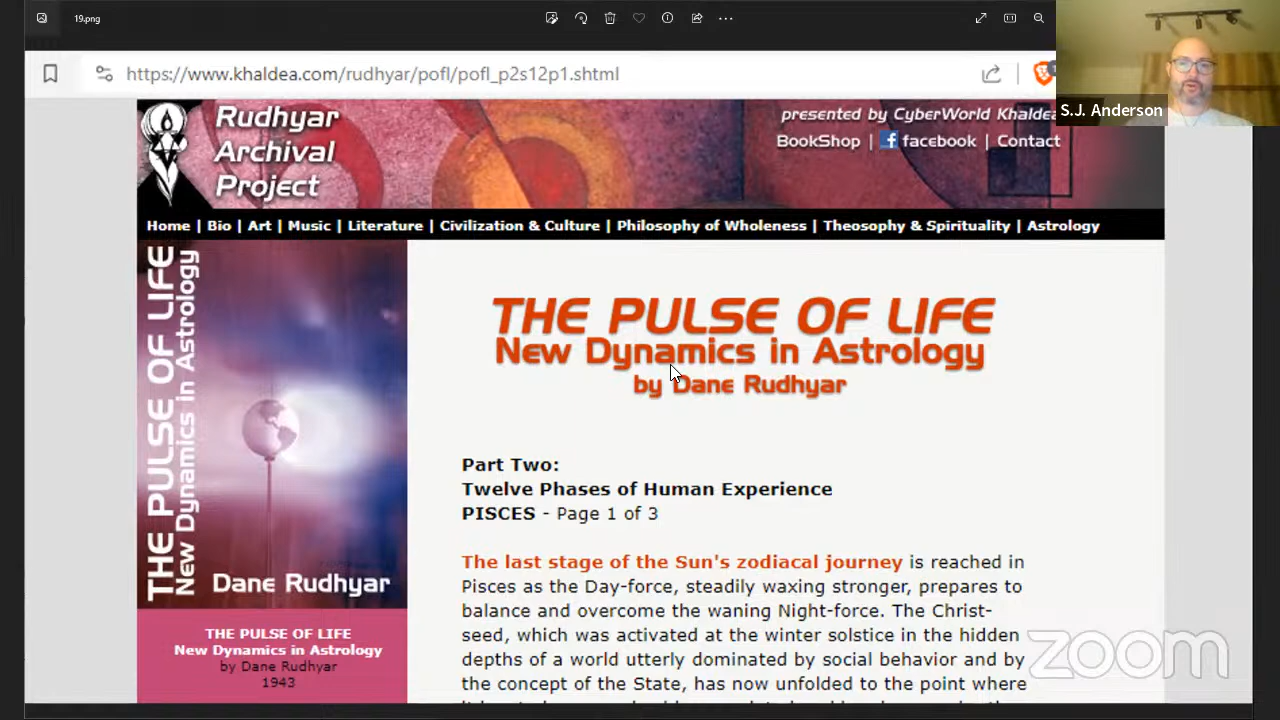 19.png
https://www.khaldea.com/rudhyar/pofl/pofl_p2s12p1.shtml
S.J. Anderson
Rudhyar
Archival
Project
presented by CyberWorld Khaldea
BookShop | facebook | Contact
Home | Bio | Art | Music | Literature | Civilization & Culture | Philosophy of Wholeness | Theosophy & Spirituality | Astrology
THE PULSE OF LIFE
New Dynamics in Astrology
Dane Rudhyar
THE PULSE OF LIFE
New Dynamics in Astrology
by Dane Rudhyar
1943
THE PULSE OF LIFE
New Dynamics in Astrology
by Dane Rudhyar
Part Two:
Twelve Phases of Human Experience
PISCES - Page 1 of 3
The last stage of the Sun's zodiacal journey is reached in
Pisces as the Day-force, steadily waxing stronger, prepares to
balance and overcome the waning Night-force. The Christ-
seed, which was activated at the winter solstice in the hidden
depths of a world utterly dominated by social behavior and by
the concept of the State, has now unfolded to the point where
zoom